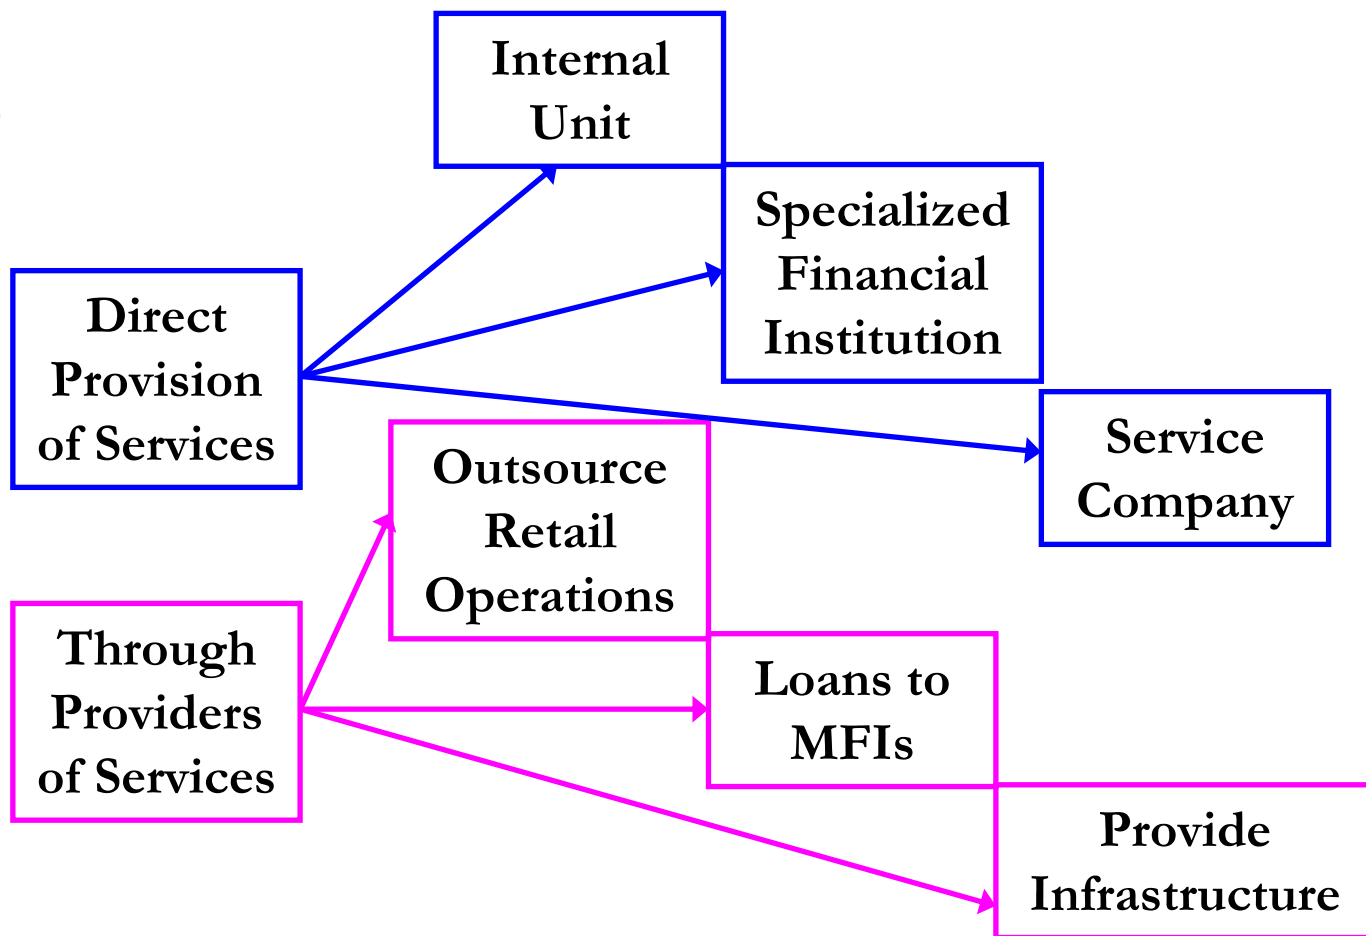 Internal
Unit
Specialized
Financial
Institution
Direct
Provision
of Services
Service
Company
Outsource
Retail
Operations
Through
Providers
of Services
Loans to
MFIs
Provide
Infrastructure